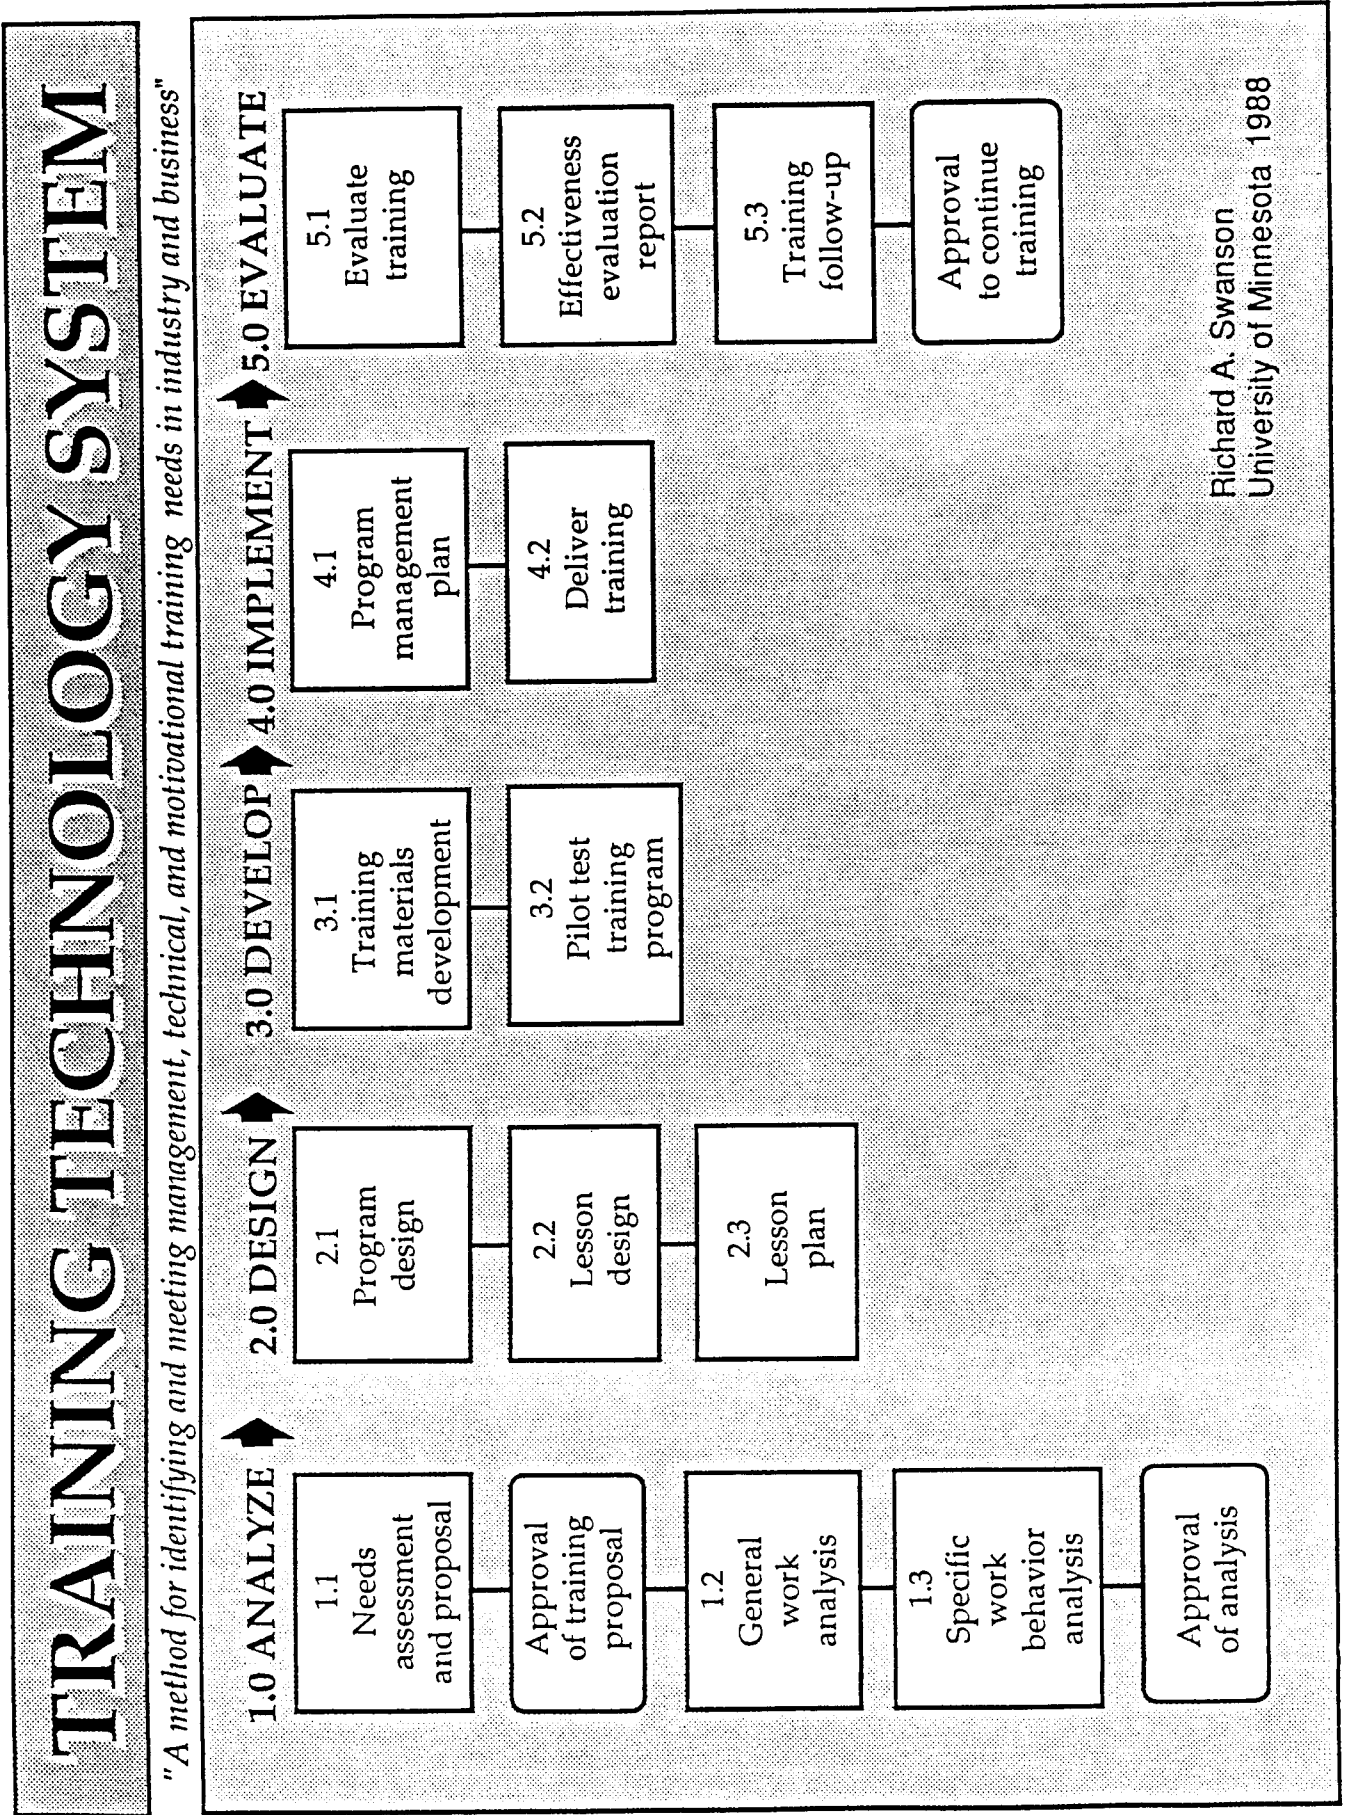 TRAINING TECHNOLOGY SYSTEM
"A method for identifying and meeting management, technical, and motivational training needs in industry and business"
1.0 ANALYZE
1.1
Needs
assessment
and proposal
Approval
of training
proposal
1.2
General
work
analysis
1.3
Specific
work
behavior
analysis
Approval
of analysis
2.0 DESIGN
2.1
Program
design
2.2
Lesson
design
2.3
Lesson
plan
3.0 DEVELOP
3.1
Training
materials
development
3.2
Pilot test
training
program
4.0 IMPLEMENT
4.1
Program
management
plan
4.2
Deliver
training
5.0 EVALUATE
5.1
Evaluate
training
5.2
Effectiveness
evaluation
report
5.3
Training
follow-up
Approval
to continue
training
Richard A. Swanson
University of Minnesota 1988